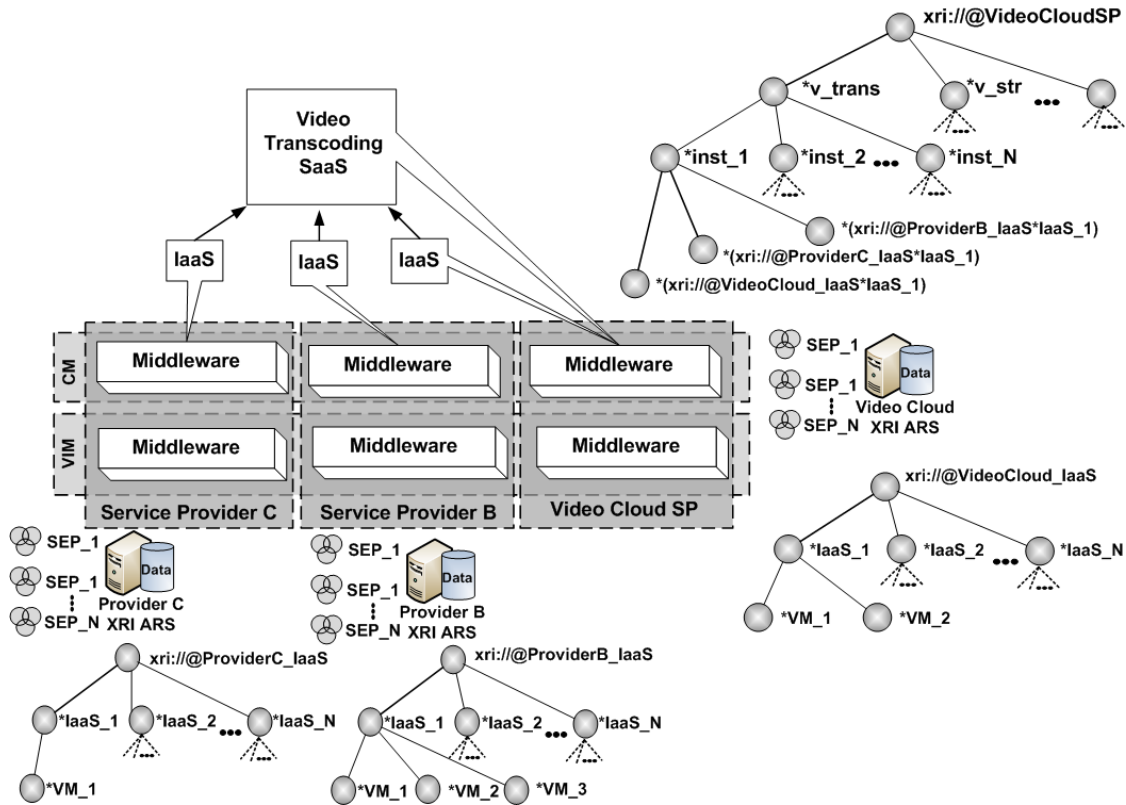 xri://@VideoCloudSP
*v_trans
*v_str
*inst_1
*inst_2
*inst_N
*(xri://@ProviderB_IaaS*IaaS_1)
*(xri://@ProviderC_IaaS*IaaS_1)
*(xri://@VideoCloud_IaaS*IaaS_1)
Video
Transcoding
SaaS
IaaS
IaaS
IaaS
CM
Middleware
Middleware
Middleware
VIM
Middleware
Middleware
Middleware
Service Provider C
Service Provider B
Video Cloud SP
SEP_1
SEP_1
SEP_N
Data
Video Cloud
XRI ARS
xri://@VideoCloud_IaaS
*IaaS_1
*IaaS_2
*IaaS_N
*VM_1
*VM_2
SEP_1
SEP_1
SEP_N
Data
Provider C
XRI ARS
SEP_1
SEP_1
SEP_N
Data
Provider B
XRI ARS
xri://@ProviderC_IaaS
*IaaS_1
*IaaS_2
*IaaS_N
*VM_1
xri://@ProviderB_IaaS
*IaaS_1
*IaaS_2
*IaaS_N
*VM_1
*VM_2
*VM_3